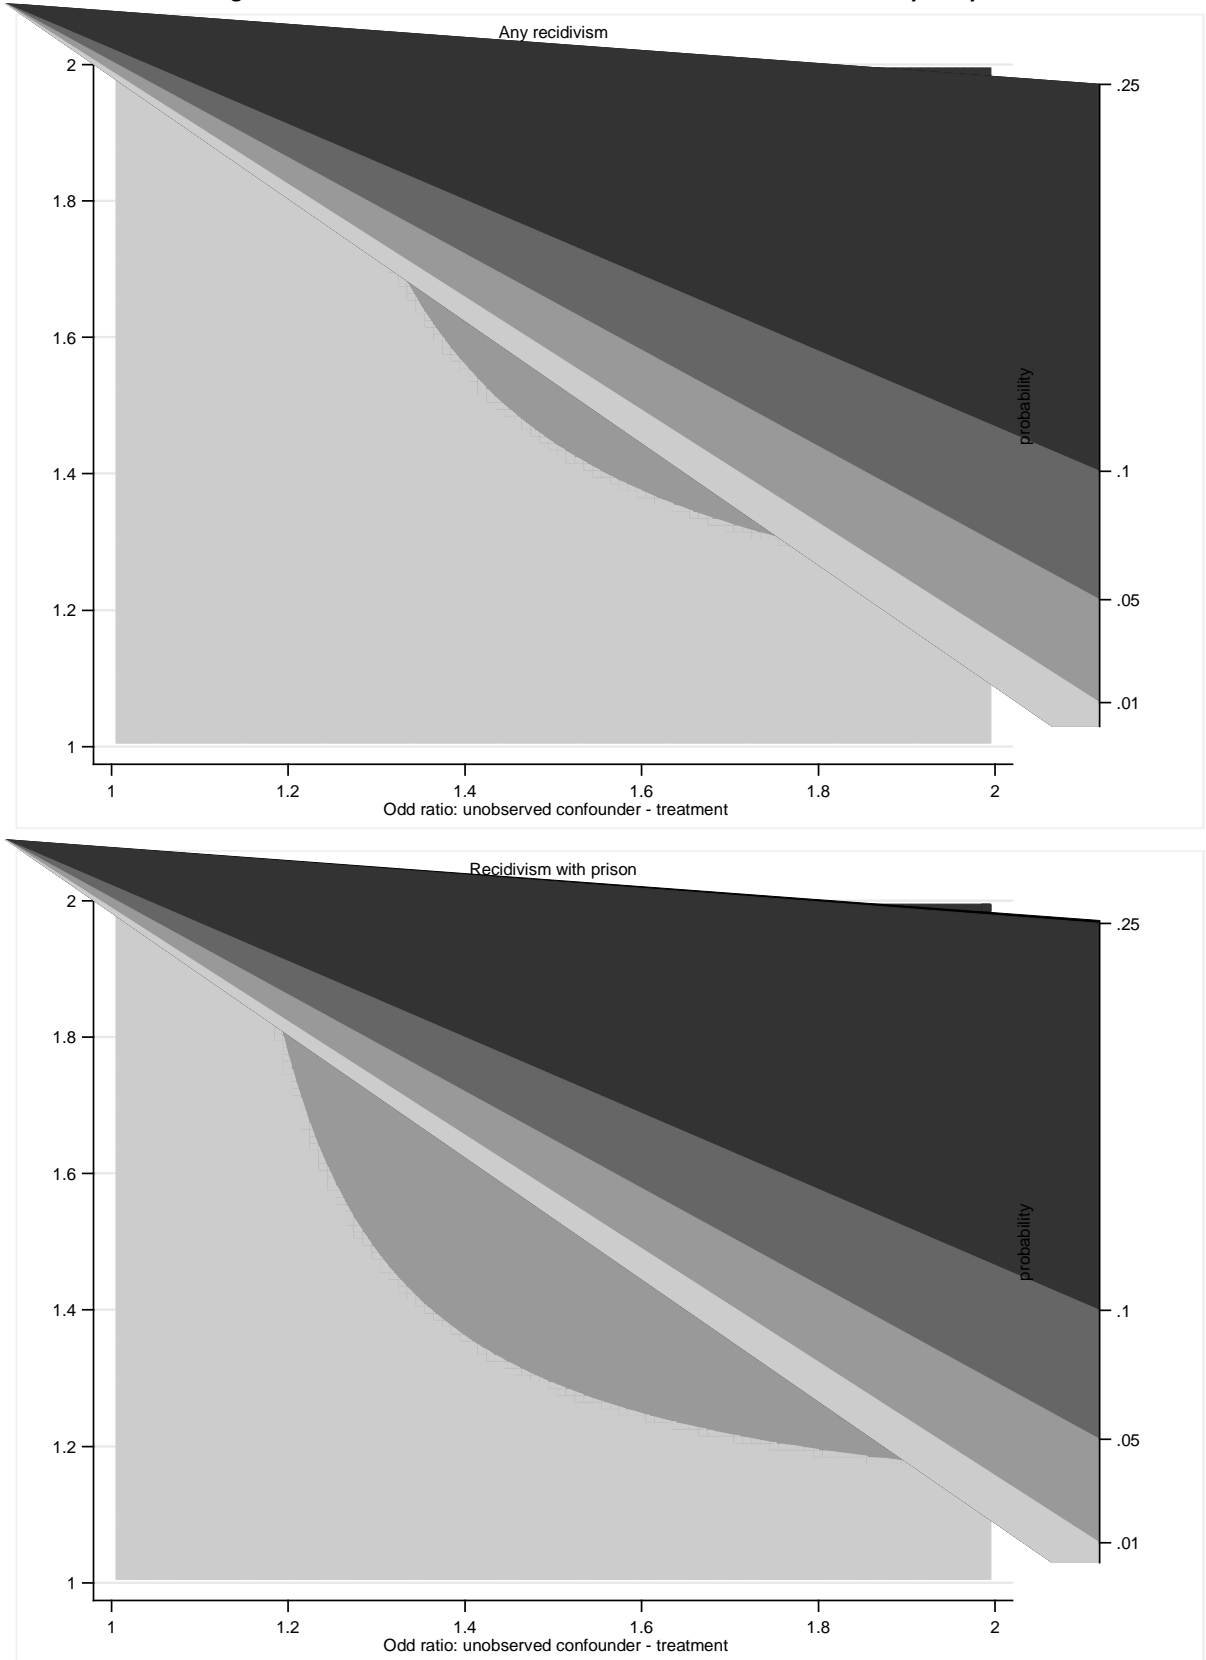 Any recidivism
2
.25
1.8
1.6
probability
1.4
.1
1.2
.05
.01
1
1 1.2 1.4 1.6 1.8 2
Odd ratio: unobserved confounder - treatment
Recidivism with prison
2
.25
1.8
1.6
probability
1.4
.1
1.2
.05
.01
1
1 1.2 1.4 1.6 1.8 2
Odd ratio: unobserved confounder - treatment